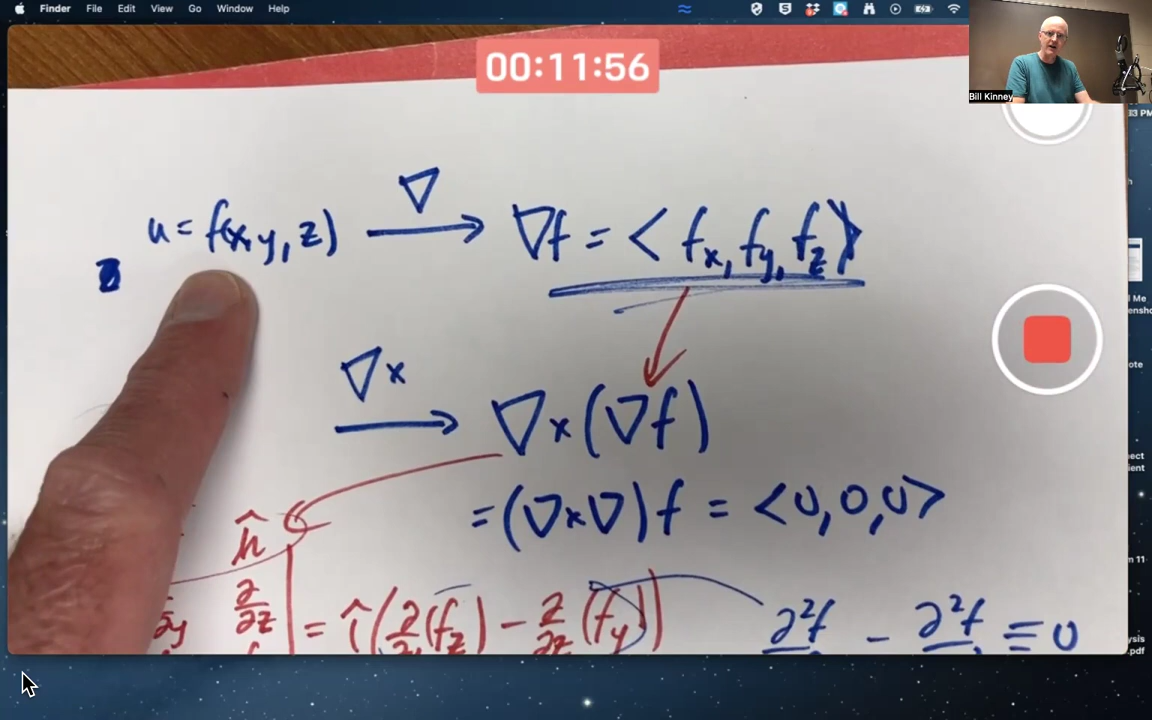 Finder File Edit View Go Window Help
00:11:56
Bill Kinney
u = f(x,y,z) ∇ → ∇f = < fx, fy, fz >
∇× → ∇×(∇f)
= (∇×∇)f = <0,0,0>
∂/∂z = î(∂/∂ (fz) − ∂/∂z (fy)) ∂²f − ∂²f ≡ 0